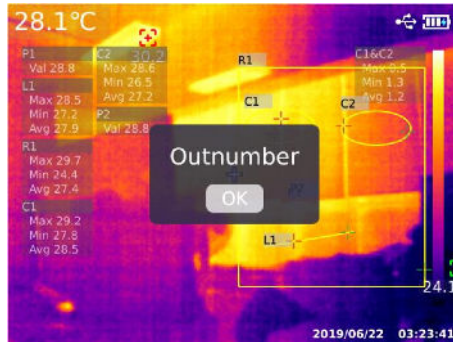 28.1℃
30.2
P1
Val 28.8
L1
Max 28.5
Min 27.2
Avg 27.9
R1
Max 29.7
Min 24.4
Avg 27.4
C1
Max 29.2
Min 27.8
Avg 28.5
C2
Max 28.6
Min 26.5
Avg 27.2
P2
Val 28.8
R1
C1
C2
C1&C2
Max 0.5
Min 1.3
Avg 1.2
Outnumber
OK
L1
24.1
2019/06/22 03:23:41